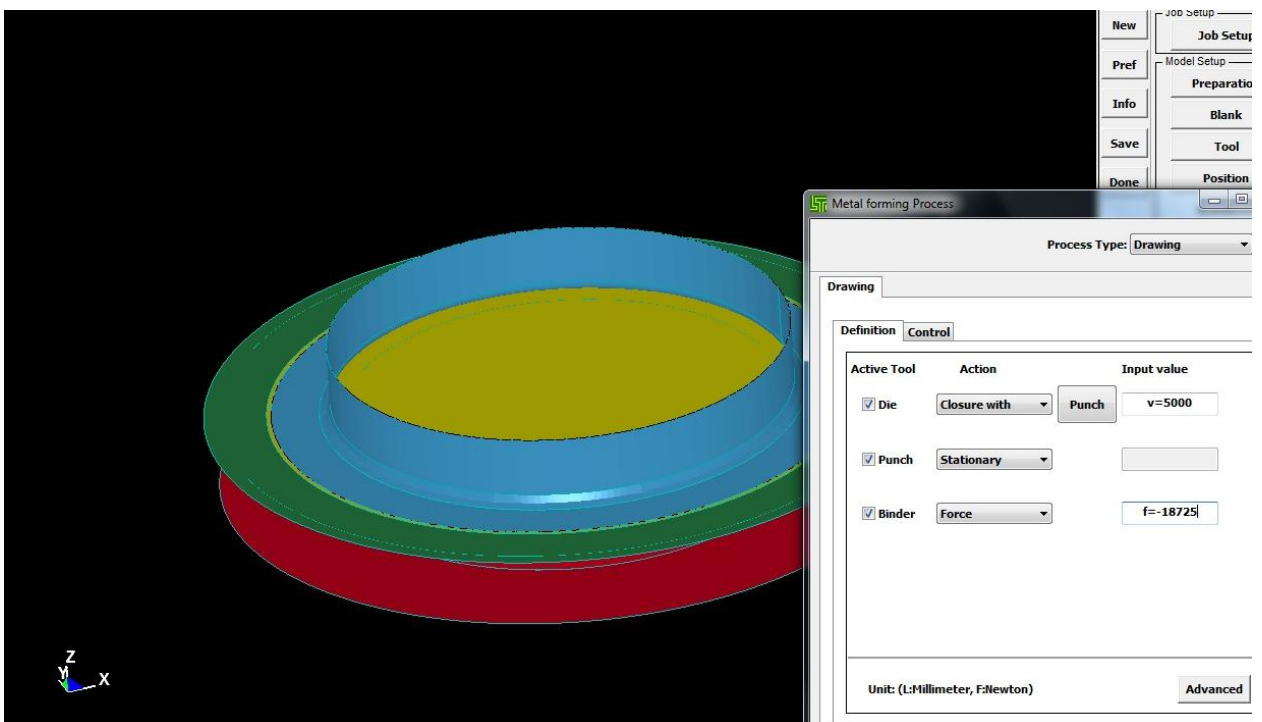 Job Setup
New
Job Setup
Pref
Model Setup
Preparatio
Info
Blank
Save
Tool
Done
Position
Metal forming Process
Process Type: Drawing
Drawing
Definition Control
Active Tool Action Input value
Die Closure with Punch v=5000
Punch Stationary
Binder Force f=-18725
Unit: (L:Millimeter, F:Newton) Advanced
Z
Y
X